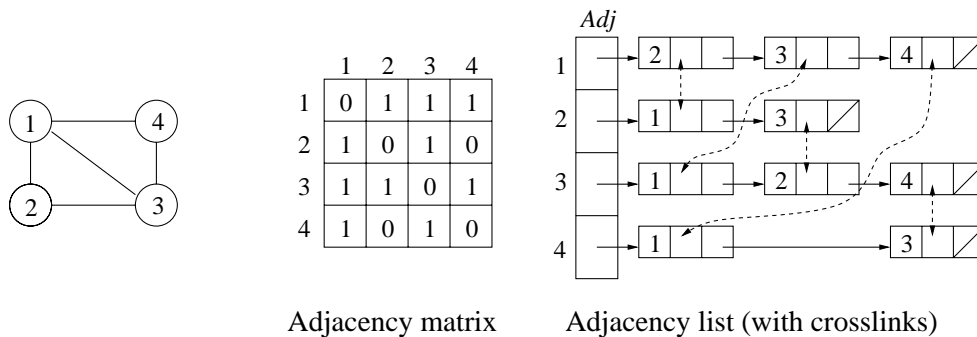 1 4
2 3
1 2 3 4
1 0 1 1 1
2 1 0 1 0
3 1 1 0 1
4 1 0 1 0
Adjacency matrix
Adj
1 2 3 4
2 1 3
3 1 2 4
4 1 3
Adjacency list (with crosslinks)